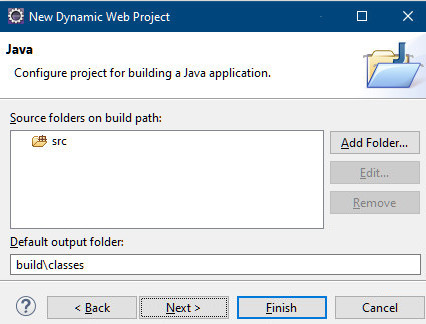 New Dynamic Web Project
Java
Configure project for building a Java application.
Source folders on build path:
src
Add Folder...
Edit...
Remove
Default output folder:
build\classes
? < Back Next > Finish Cancel